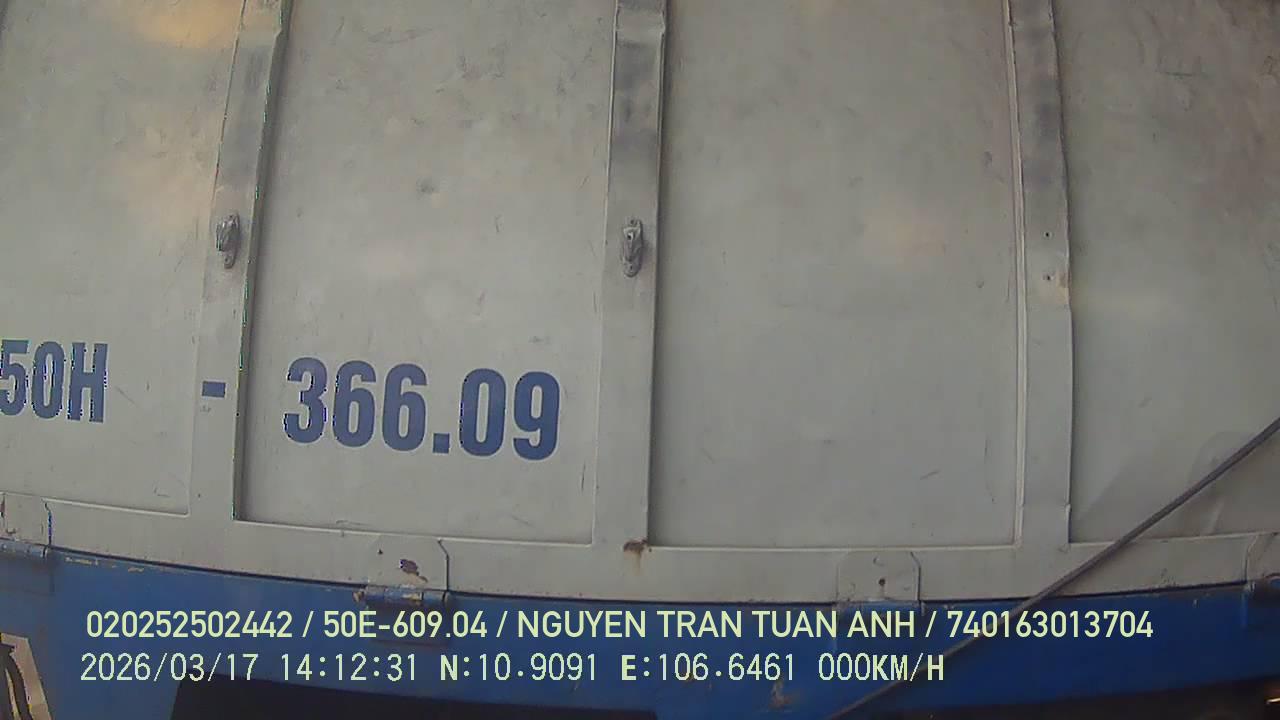 50H - 366.09
020252502442 / 50E-609.04 / NGUYEN TRAN TUAN ANH / 740163013704
2026/03/17 14:12:31 N:10.9091 E:106.6461 000KM/H